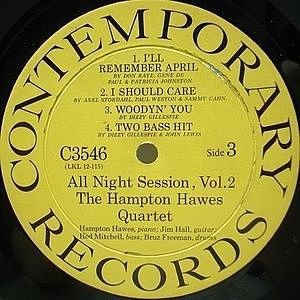 CONTEMPORARY
1. I'LL
REMEMBER APRIL
BY DON RAYE, GENE DE
PAUL & PATRICIA JOHNSTON
2. I SHOULD CARE
BY AXEL STORDAHL, PAUL WESTON & SAMMY CAHN
3. WOODYN' YOU
BY DIZZY GILLESPIE
4. TWO BASS HIT
BY DIZZY GILLESPIE & JOHN LEWIS
C3546 Side 3
(LKL 12-115)
All Night Session, Vol. 2
The Hampton Hawes
Quartet
Hampton Hawes, piano; Jim Hall, guitar;
Red Mitchell, bass; Bruz Freeman, drums
RECORDS